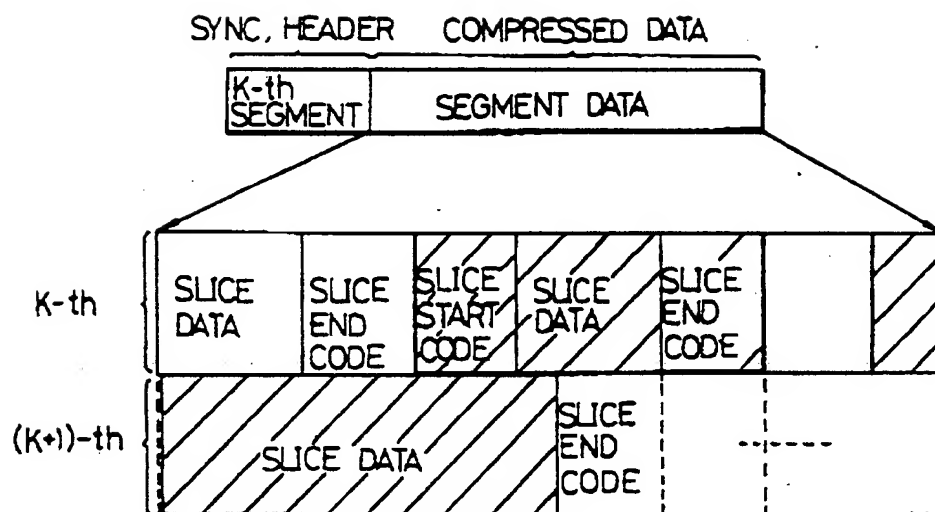 SYNC, HEADER COMPRESSED DATA
K-th
SEGMENT
SEGMENT DATA
K-th
SLICE
DATA
SLICE
END
CODE
SLICE
START
CODE
SLICE
DATA
SLICE
END
CODE
(K+1)-th
SLICE DATA
SLICE
END
CODE